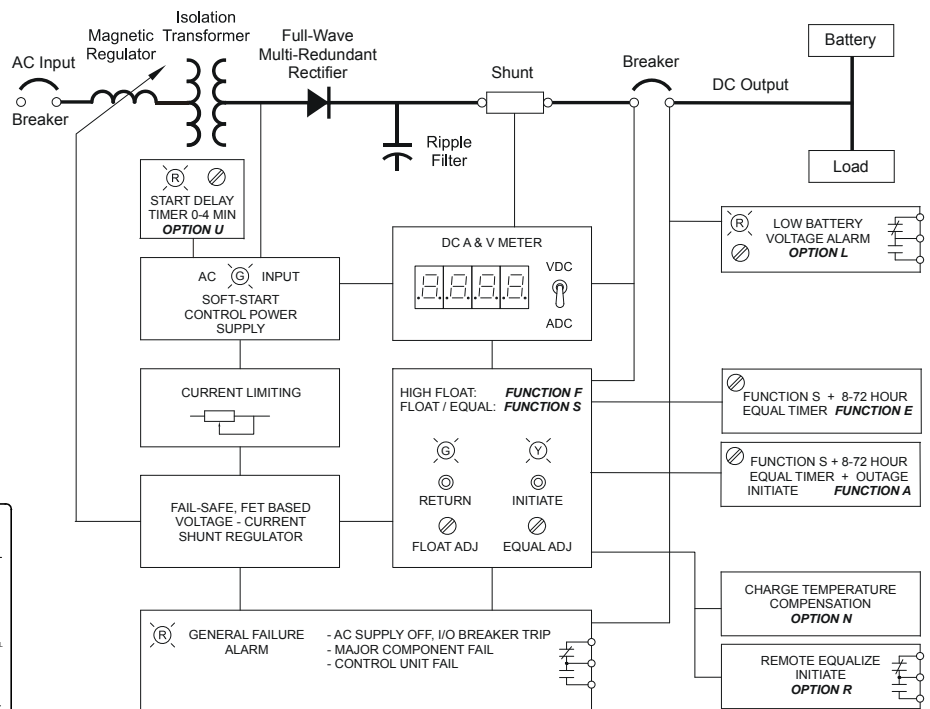 Isolation
Transformer
Magnetic
Regulator
Full-Wave
Multi-Redundant
Rectifier
AC Input
Breaker
Shunt
Breaker
DC Output
Battery
Load
Ripple
Filter
R
START DELAY
TIMER 0-4 MIN
OPTION U
AC G INPUT
SOFT-START
CONTROL POWER
SUPPLY
DC A & V METER
8.8.8.8
VDC
ADC
R
LOW BATTERY
VOLTAGE ALARM
OPTION L
CURRENT LIMITING
HIGH FLOAT: FUNCTION F
FLOAT / EQUAL: FUNCTION S
G Y
RETURN INITIATE
FLOAT ADJ EQUAL ADJ
FUNCTION S + 8-72 HOUR
EQUAL TIMER FUNCTION E
FUNCTION S + 8-72 HOUR
EQUAL TIMER + OUTAGE
INITIATE FUNCTION A
FAIL-SAFE, FET BASED
VOLTAGE - CURRENT
SHUNT REGULATOR
CHARGE TEMPERATURE
COMPENSATION
OPTION N
REMOTE EQUALIZE
INITIATE
OPTION R
R
GENERAL FAILURE
ALARM
- AC SUPPLY OFF, I/O BREAKER TRIP
- MAJOR COMPONENT FAIL
- CONTROL UNIT FAIL